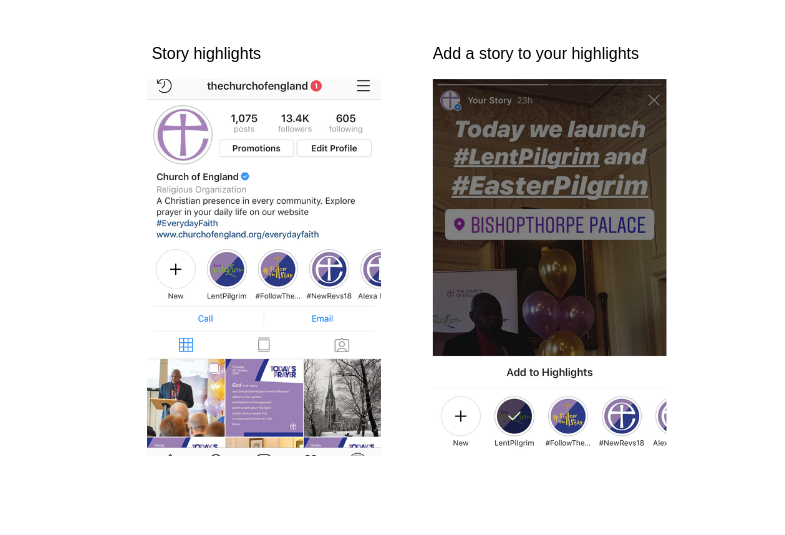 Story highlights
Add a story to your highlights
thechurchofengland 1
1,075 13.4K 605
posts followers following
Promotions Edit Profile
Church of England
Religious Organization
A Christian presence in every community. Explore
prayer in your daily life on our website
#EverydayFaith
www.churchofengland.org/everydayfaith
New LentPilgrim #FollowThe... #NewRevs18 Alexa
Call Email
TODAY'S
PRAYER
Your Story 23h
Today we launch
#LentPilgrim and
#EasterPilgrim
BISHOPTHORPE PALACE
Add to Highlights
New LentPilgrim #FollowThe... #NewRevs18